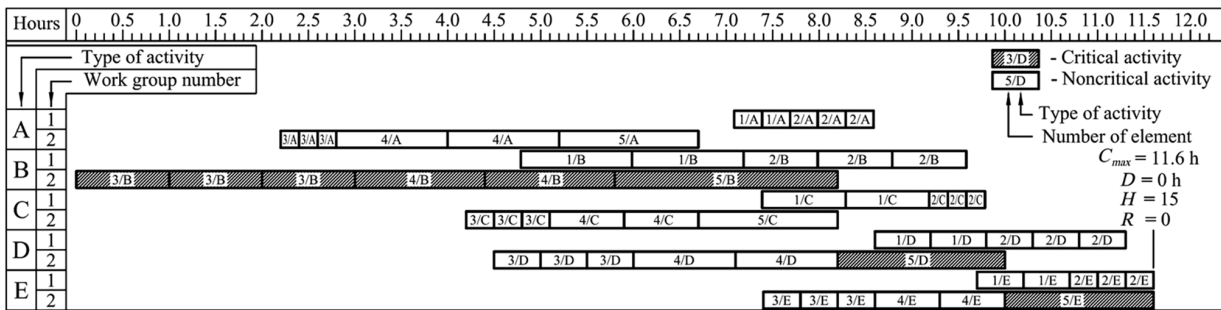 Hours 0 0.5 1.0 1.5 2.0 2.5 3.0 3.5 4.0 4.5 5.0 5.5 6.0 6.5 7.0 7.5 8.0 8.5 9.0 9.5 10.0 10.5 11.0 11.5 12.0
Type of activity
Work group number
3/D - Critical activity
5/D - Noncritical activity
Type of activity
Number of element
A 1 1/A 1/A 2/A 2/A 2/A
2 3/A 3/A 3/A 4/A 4/A 5/A
B 1 1/B 1/B 2/B 2/B 2/B
2 3/B 3/B 3/B 4/B 4/B 5/B
C 1 1/C 1/C 2/C 2/C 2/C
2 3/C 3/C 3/C 4/C 4/C 5/C
D 1 1/D 1/D 2/D 2/D 2/D
2 3/D 3/D 3/D 4/D 4/D 5/D
E 1 1/E 1/E 2/E 2/E 2/E
2 3/E 3/E 3/E 4/E 4/E 5/E
Cmax = 11.6 h
D = 0 h
H = 15
R = 0